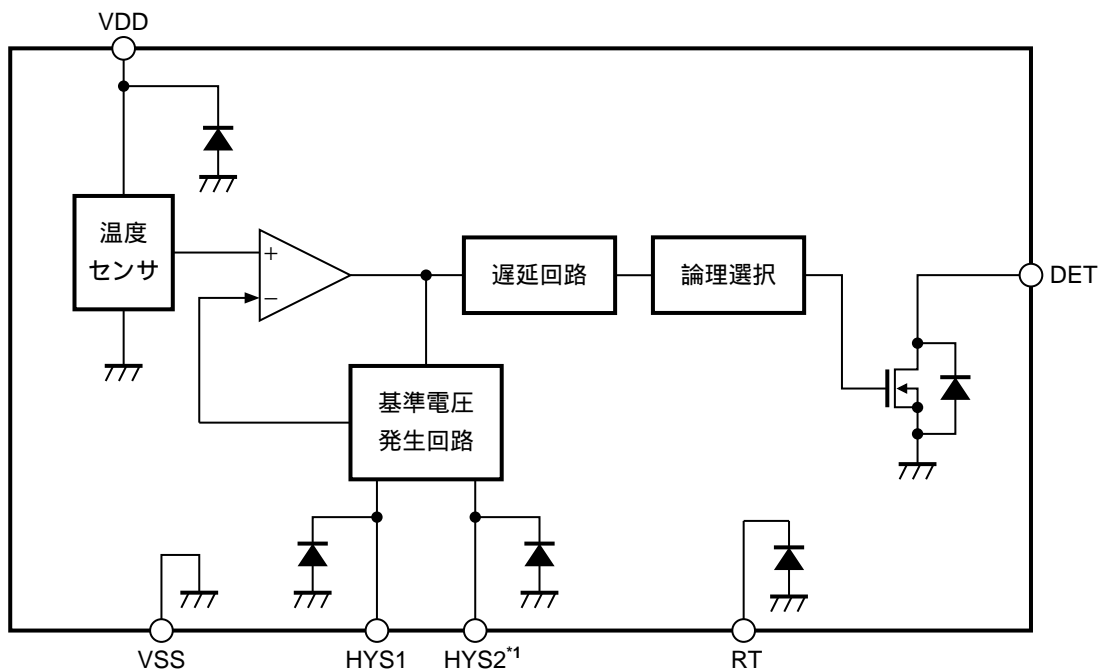 VDD
温度
センサ
+
−
遅延回路
論理選択
DET
基準電圧
発生回路
VSS
HYS1
HYS2*1
RT